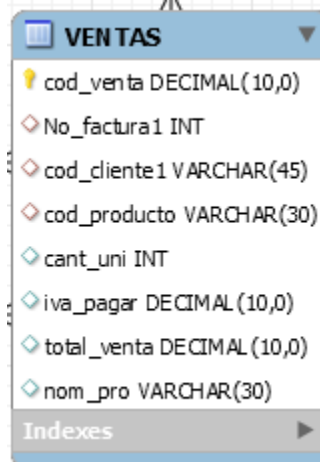 VENTAS
cod_venta DECIMAL(10,0)
No_factura1 INT
cod_cliente1 VARCHAR(45)
cod_producto VARCHAR(30)
cant_uni INT
iva_pagar DECIMAL(10,0)
total_venta DECIMAL(10,0)
nom_pro VARCHAR(30)
Indexes